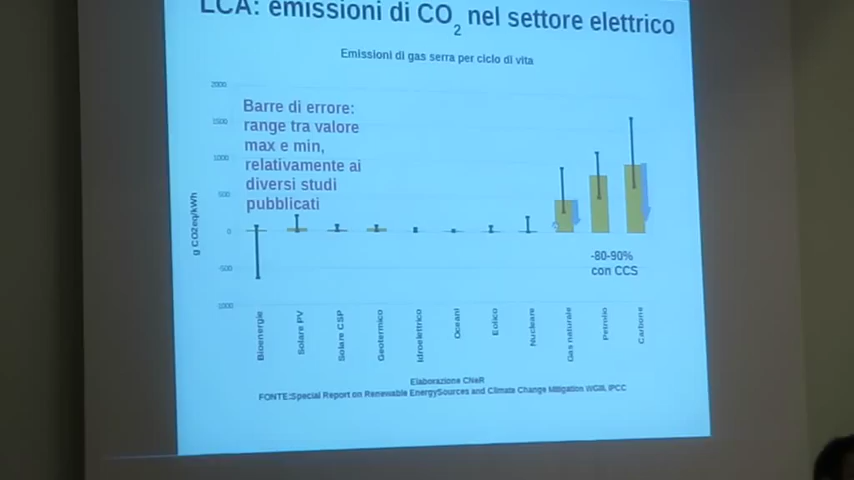 LCA: emissioni di CO2 nel settore elettrico
Emissioni di gas serra per ciclo di vita
2000
1500
1000
500
0
-500
1000
g CO2eq/kWh
Barre di errore:
range tra valore
max e min,
relativamente ai
diversi studi
pubblicati
-80-90%
con CCS
Bioenergie
Solare PV
Solare CSP
Geotermico
Idroelettrico
Oceani
Eolico
Nucleare
Gas naturale
Petrolio
Carbone
Elaborazione CNeR
FONTE:Special Report on Renewable EnergySources and Climate Change Mitigation WGIII, IPCC